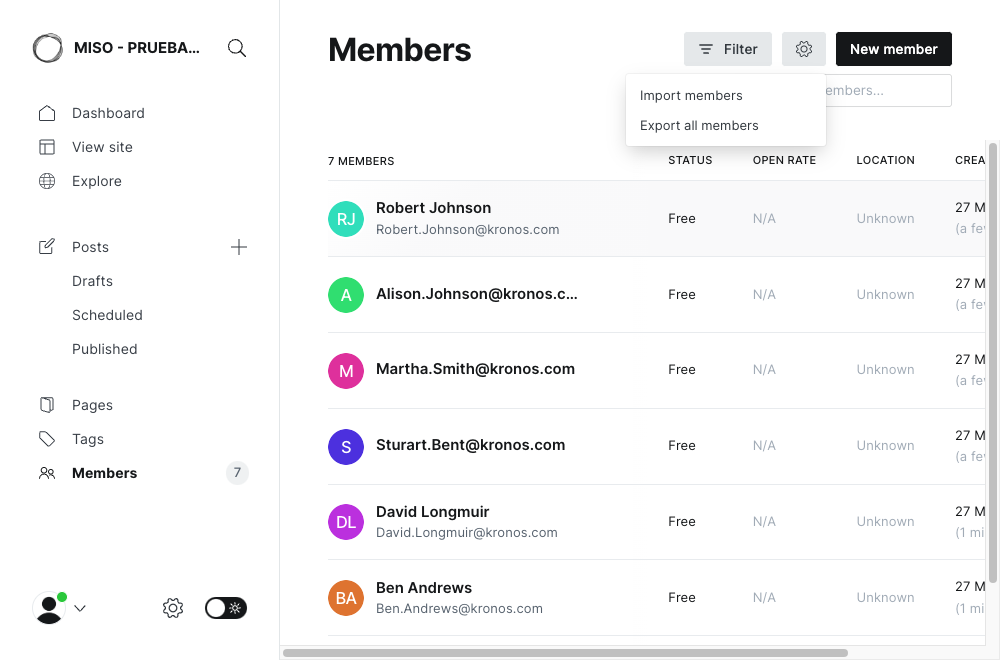 MISO - PRUEBA...
Dashboard
View site
Explore
Posts
Drafts
Scheduled
Published
Pages
Tags
Members
7
Members
Filter
New member
Import members
Export all members
embers...
7 MEMBERS
STATUS
OPEN RATE
LOCATION
CREA
RJ
Robert Johnson
Robert.Johnson@kronos.com
Free
N/A
Unknown
27 M
(a few
A
Alison.Johnson@kronos.c...
Free
N/A
Unknown
27 M
(a few
M
Martha.Smith@kronos.com
Free
N/A
Unknown
27 M
(a few
S
Sturart.Bent@kronos.com
Free
N/A
Unknown
27 M
(a few
DL
David Longmuir
David.Longmuir@kronos.com
Free
N/A
Unknown
27 M
(1 mi
BA
Ben Andrews
Ben.Andrews@kronos.com
Free
N/A
Unknown
27 M
(1 mi